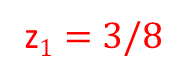 z₁ = 3/8